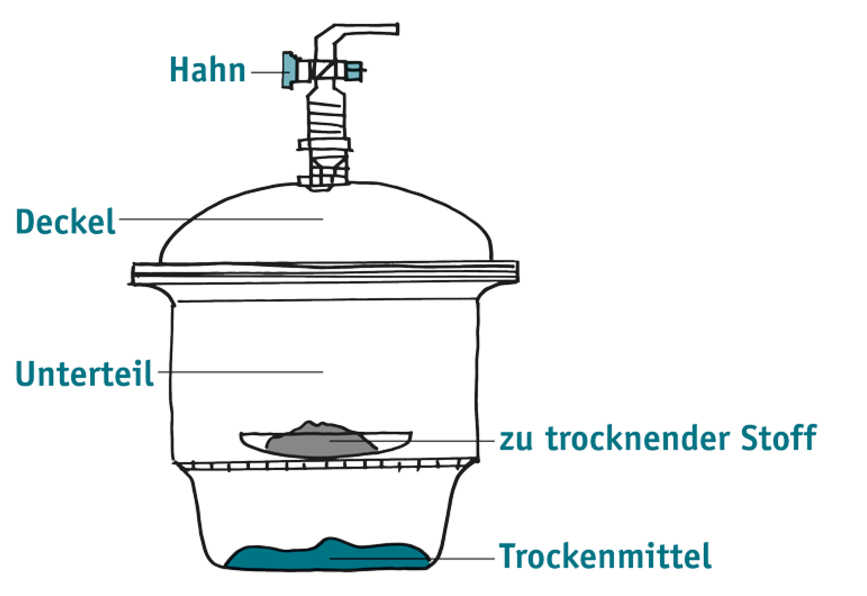 Hahn
Deckel
Unterteil
zu trocknender Stoff
Trockenmittel